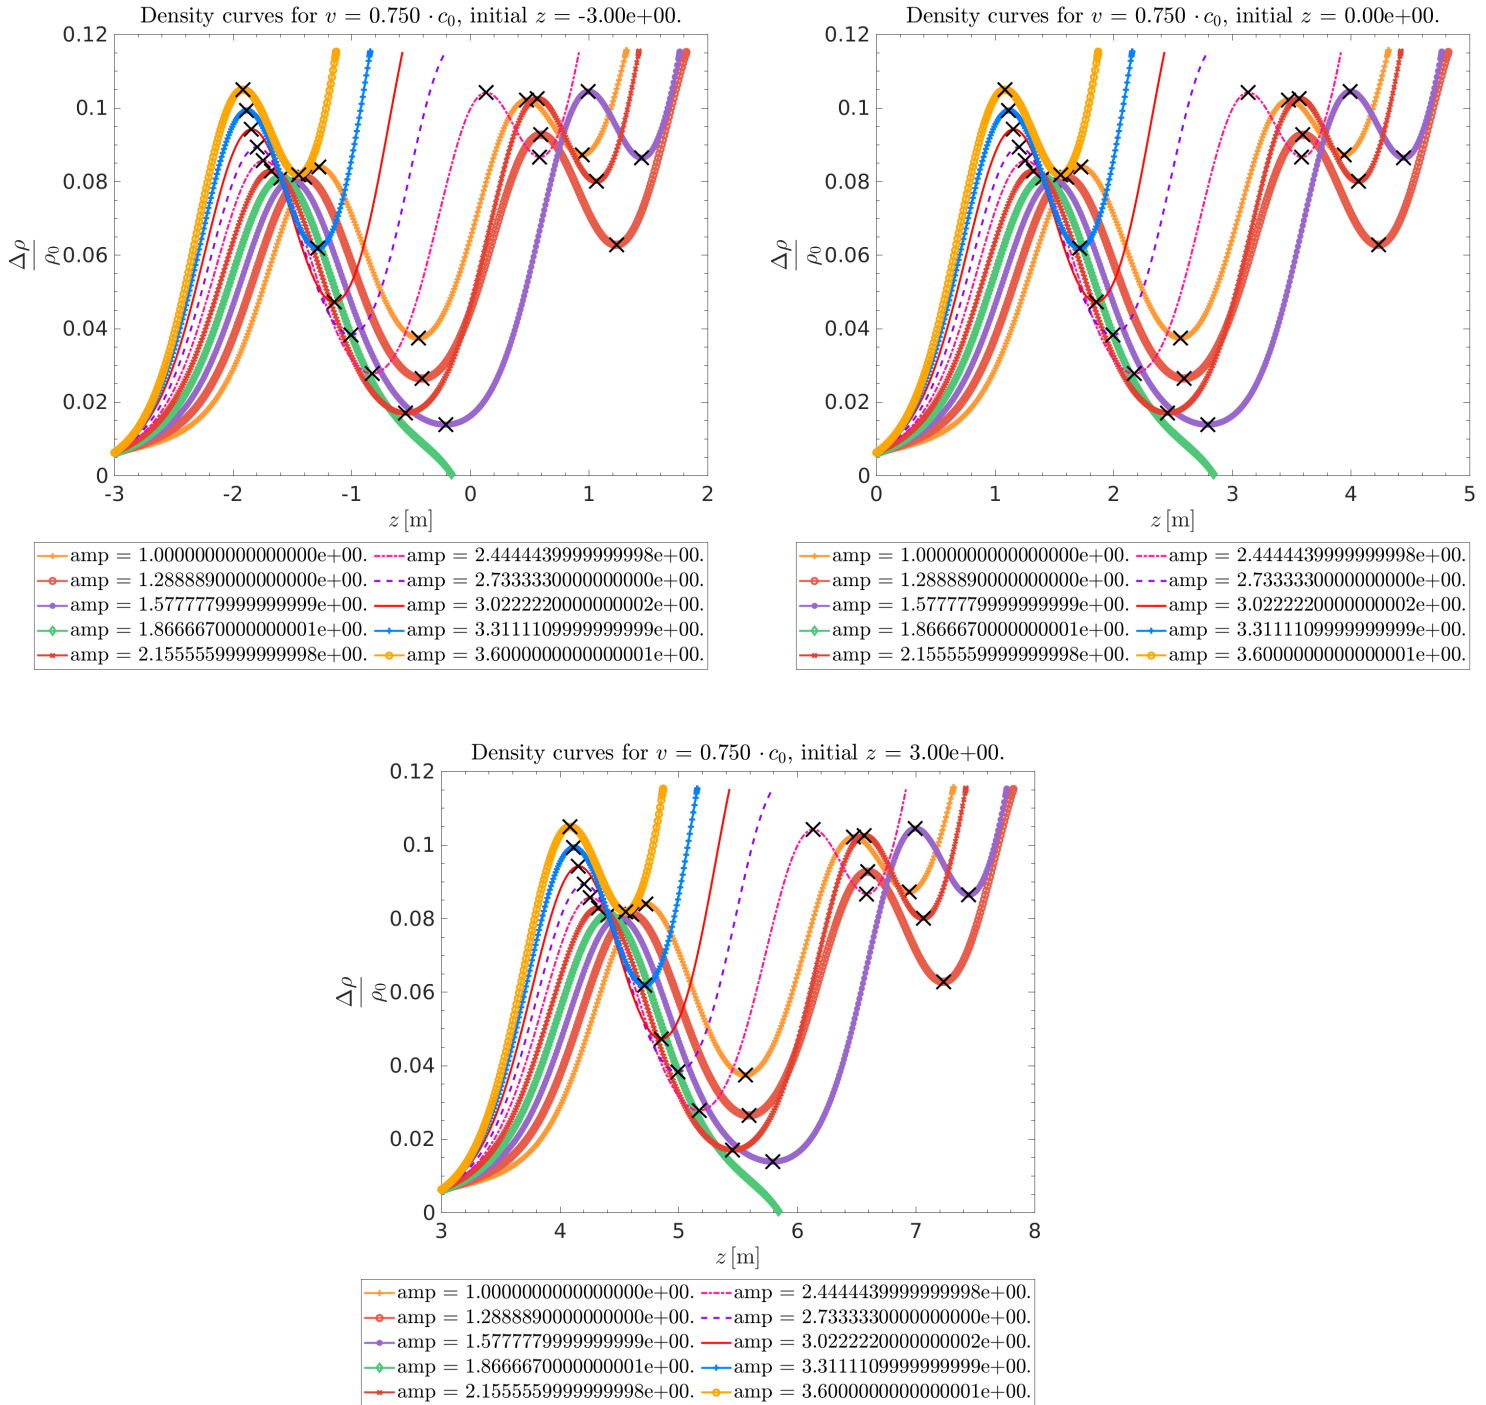 Density curves for v = 0.750 · c₀, initial z = -3.00e+00.
0.12
0.1
0.08
0.06
0.04
0.02
0
Δρ
ρ₀
-3 -2 -1 0 1 2
z [m]
amp = 1.0000000000000000e+00. amp = 2.4444439999999998e+00.
amp = 1.2888890000000000e+00. amp = 2.7333330000000000e+00.
amp = 1.5777779999999999e+00. amp = 3.0222220000000002e+00.
amp = 1.8666670000000001e+00. amp = 3.3111109999999999e+00.
amp = 2.1555559999999998e+00. amp = 3.6000000000000001e+00.
Density curves for v = 0.750 · c₀, initial z = 0.00e+00.
0.12
0.1
0.08
0.06
0.04
0.02
0
Δρ
ρ₀
0 1 2 3 4 5
z [m]
amp = 1.0000000000000000e+00. amp = 2.4444439999999998e+00.
amp = 1.2888890000000000e+00. amp = 2.7333330000000000e+00.
amp = 1.5777779999999999e+00. amp = 3.0222220000000002e+00.
amp = 1.8666670000000001e+00. amp = 3.3111109999999999e+00.
amp = 2.1555559999999998e+00. amp = 3.6000000000000001e+00.
Density curves for v = 0.750 · c₀, initial z = 3.00e+00.
0.12
0.1
0.08
0.06
0.04
0.02
0
Δρ
ρ₀
3 4 5 6 7 8
z [m]
amp = 1.0000000000000000e+00. amp = 2.4444439999999998e+00.
amp = 1.2888890000000000e+00. amp = 2.7333330000000000e+00.
amp = 1.5777779999999999e+00. amp = 3.0222220000000002e+00.
amp = 1.8666670000000001e+00. amp = 3.3111109999999999e+00.
amp = 2.1555559999999998e+00. amp = 3.6000000000000001e+00.